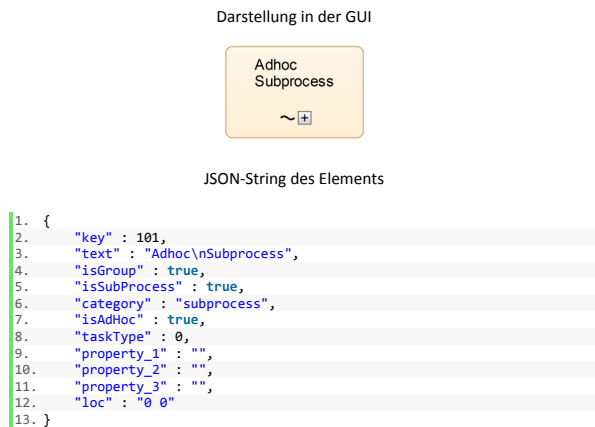 Darstellung in der GUI
Adhoc
Subprocess
~+
JSON-String des Elements
1. {
2. "key" : 101,
3. "text" : "Adhoc\nSubprocess",
4. "isGroup" : true,
5. "isSubProcess" : true,
6. "category" : "subprocess",
7. "isAdHoc" : true,
8. "taskType" : 0,
9. "property_1" : "",
10. "property_2" : "",
11. "property_3" : "",
12. "loc" : "0 0"
13. }